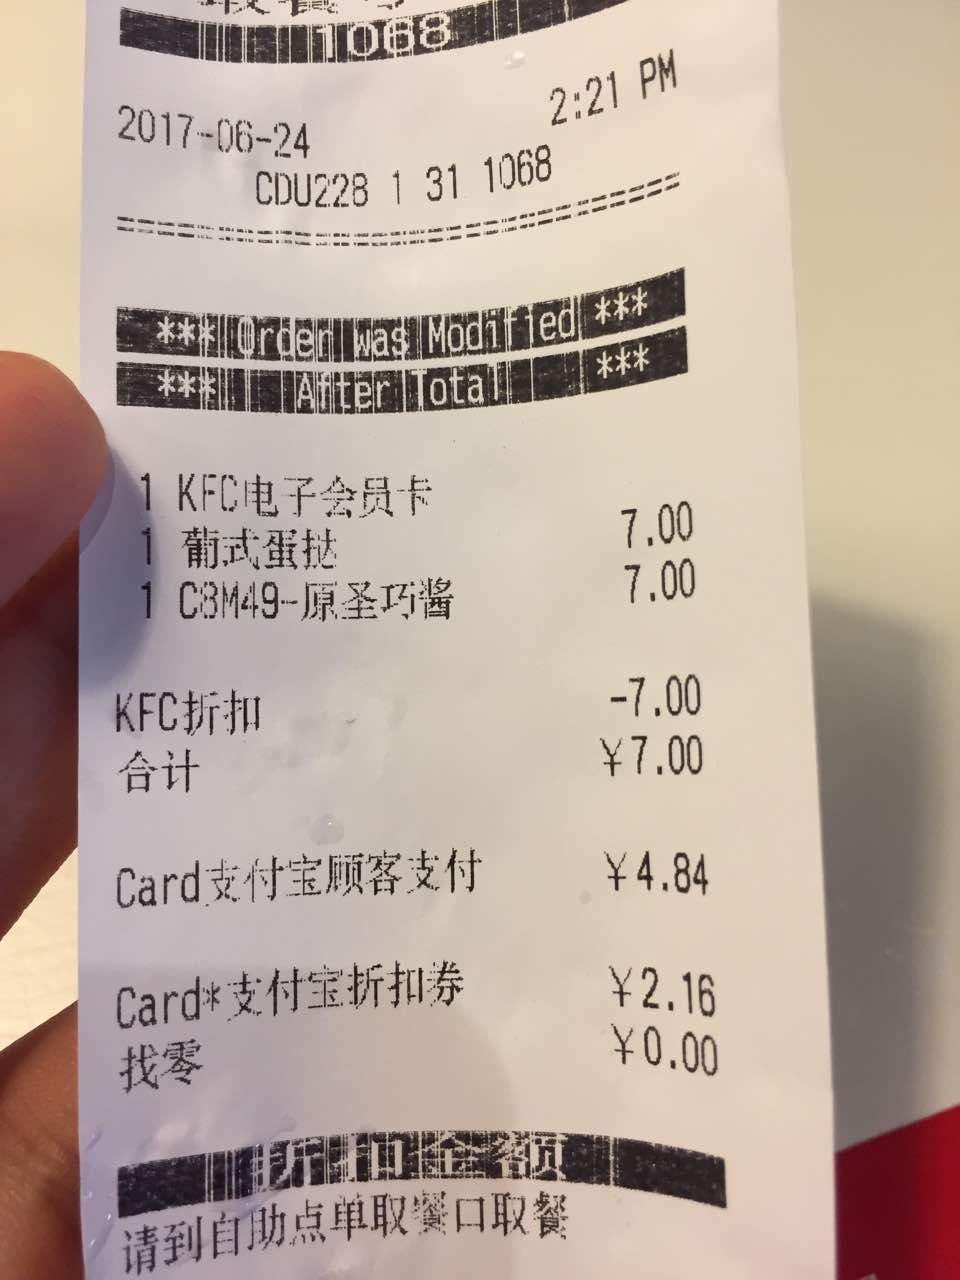 取餐号
1068
2017-06-24 2:21 PM
CDU228 1 31 1068
*** Order was Modified ***
*** After Total ***
1 KFC电子会员卡
1 葡式蛋挞 7.00
1 C8M49-原圣巧酱 7.00
KFC折扣 -7.00
合计 ¥7.00
Card支付宝顾客支付 ¥4.84
Card*支付宝折扣券 ¥2.16
找零 ¥0.00
折扣金额
请到自助点单取餐口取餐